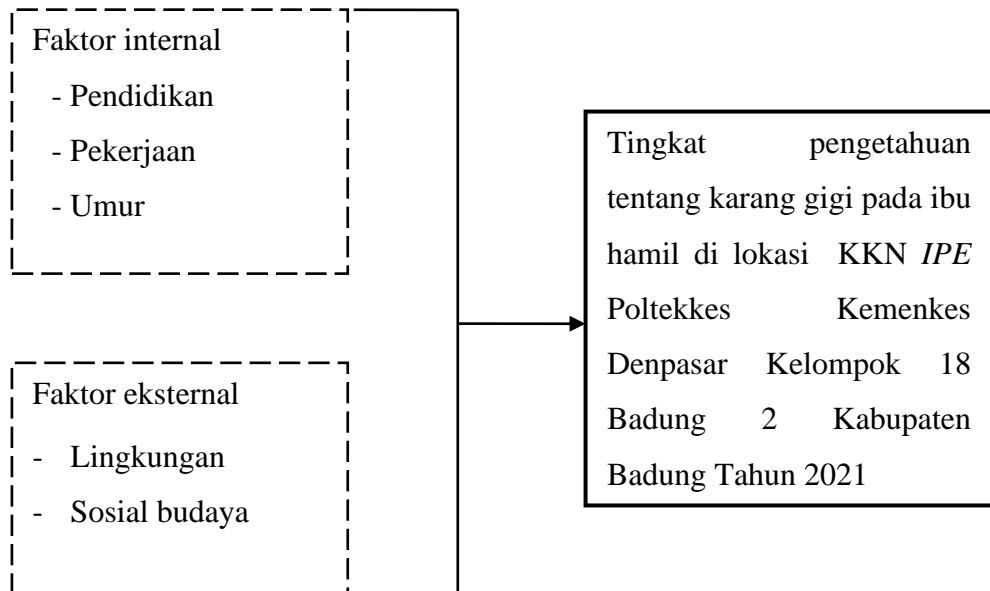 Faktor internal
- Pendidikan
- Pekerjaan
- Umur
Tingkat pengetahuan
tentang karang gigi pada ibu
hamil di lokasi KKN IPE
Poltekkes Kemenkes
Denpasar Kelompok 18
Badung 2 Kabupaten
Badung Tahun 2021
Faktor eksternal
- Lingkungan
- Sosial budaya